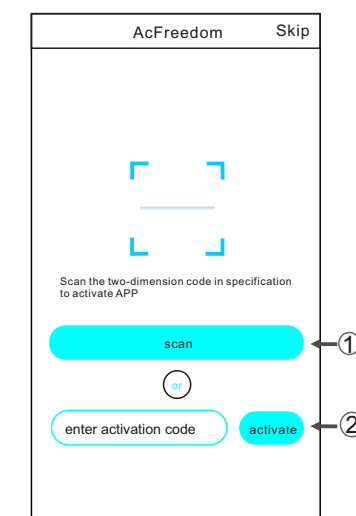 AcFreedom Skip
Scan the two-dimension code in specification
to activate APP
scan
①
or
enter activation code activate
②